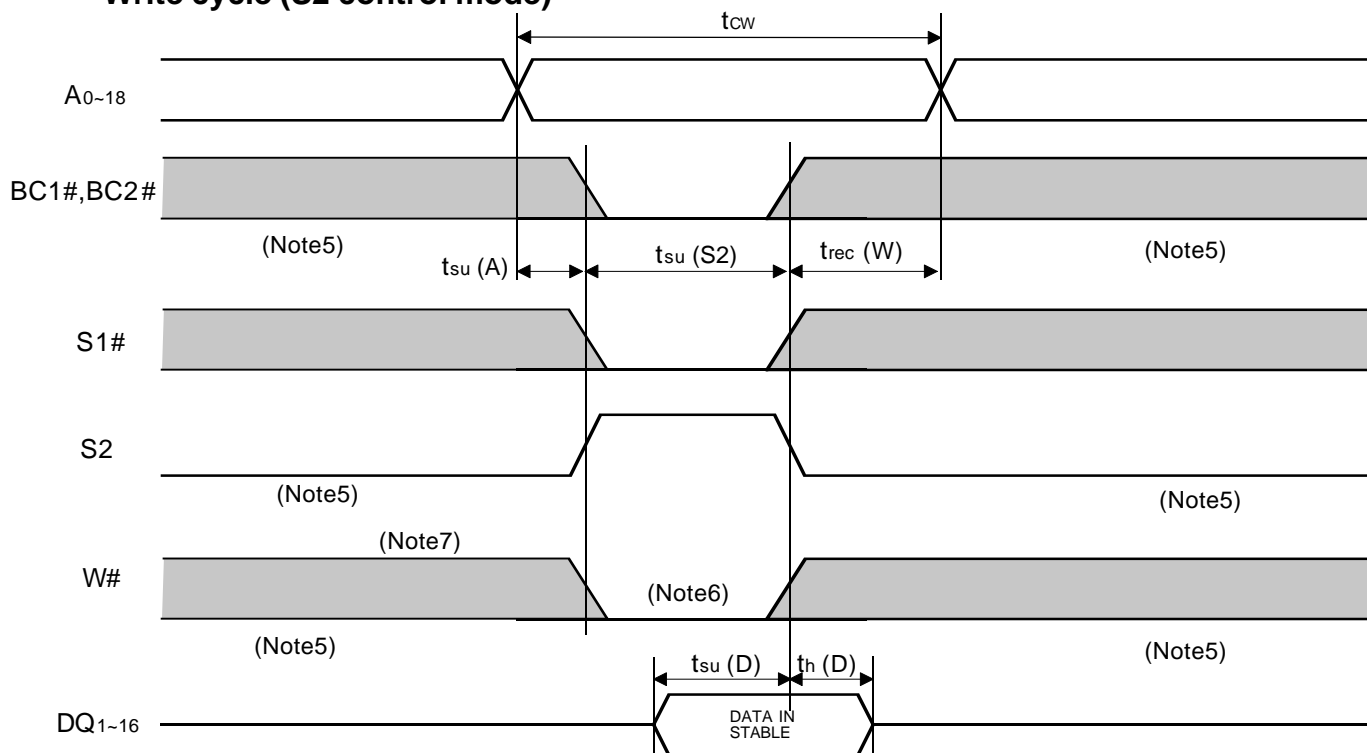 Write cycle (S2 control mode)
tCW
A0~18
BC1#,BC2#
(Note5)
tsu (A)
tsu (S2)
trec (W)
(Note5)
S1#
S2
(Note5)
(Note5)
(Note7)
W#
(Note6)
(Note5)
(Note5)
tsu (D)
th (D)
DQ1~16
DATA IN
STABLE